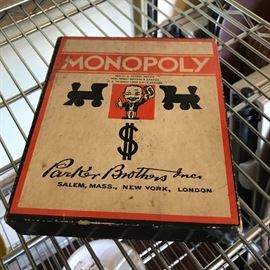 MONOPOLY
$
Parker Brothers Inc.
SALEM, MASS., NEW YORK, LONDON